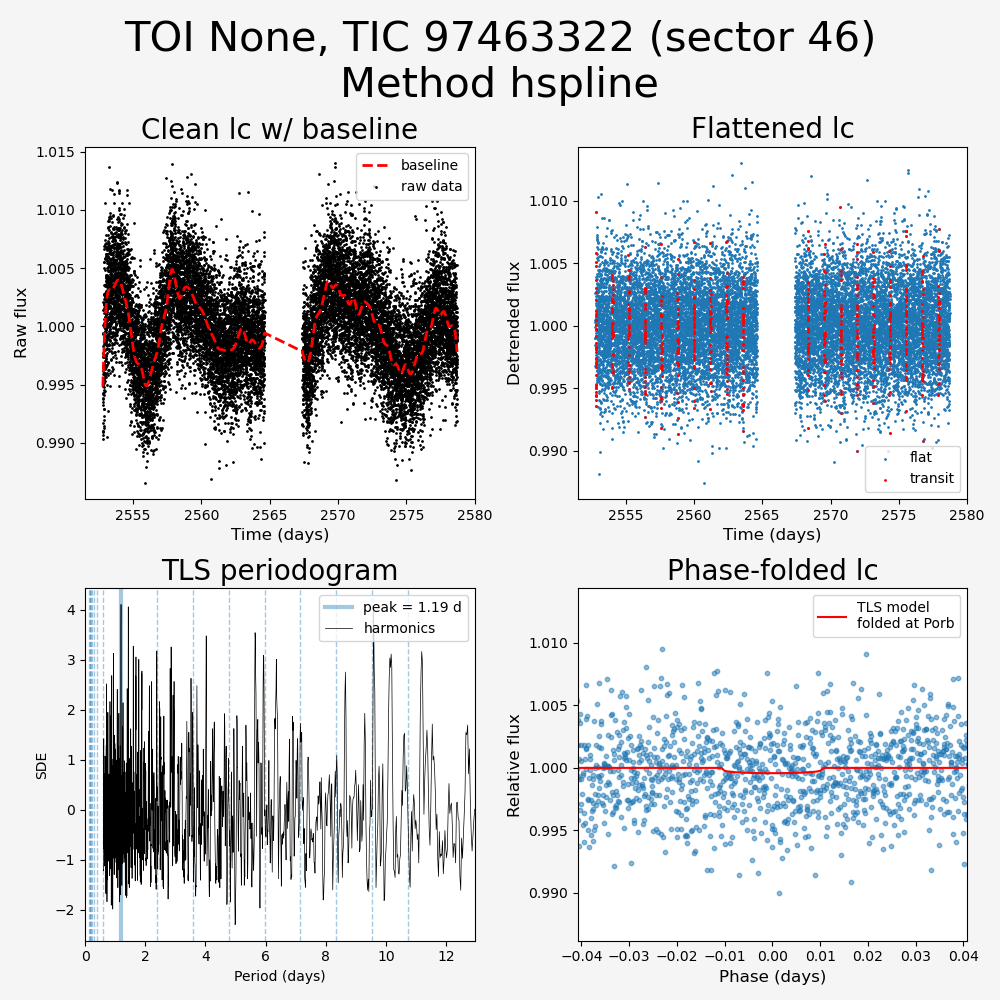 TOI None, TIC 97463322 (sector 46)
Method hspline
Clean lc w/ baseline
Flattened lc
1.015
1.010
1.005
1.000
0.995
0.990
Raw flux
baseline
raw data
2555
2560
2565
2570
2575
2580
Time (days)
1.010
1.005
1.000
0.995
0.990
Detrended flux
flat
transit
2555
2560
2565
2570
2575
2580
Time (days)
TLS periodogram
Phase-folded lc
4
3
2
1
0
−1
−2
SDE
peak = 1.19 d
harmonics
0
2
4
6
8
10
12
Period (days)
1.010
1.005
1.000
0.995
0.990
Relative flux
TLS model
folded at Porb
−0.04
−0.03
−0.02
−0.01
0.00
0.01
0.02
0.03
0.04
Phase (days)